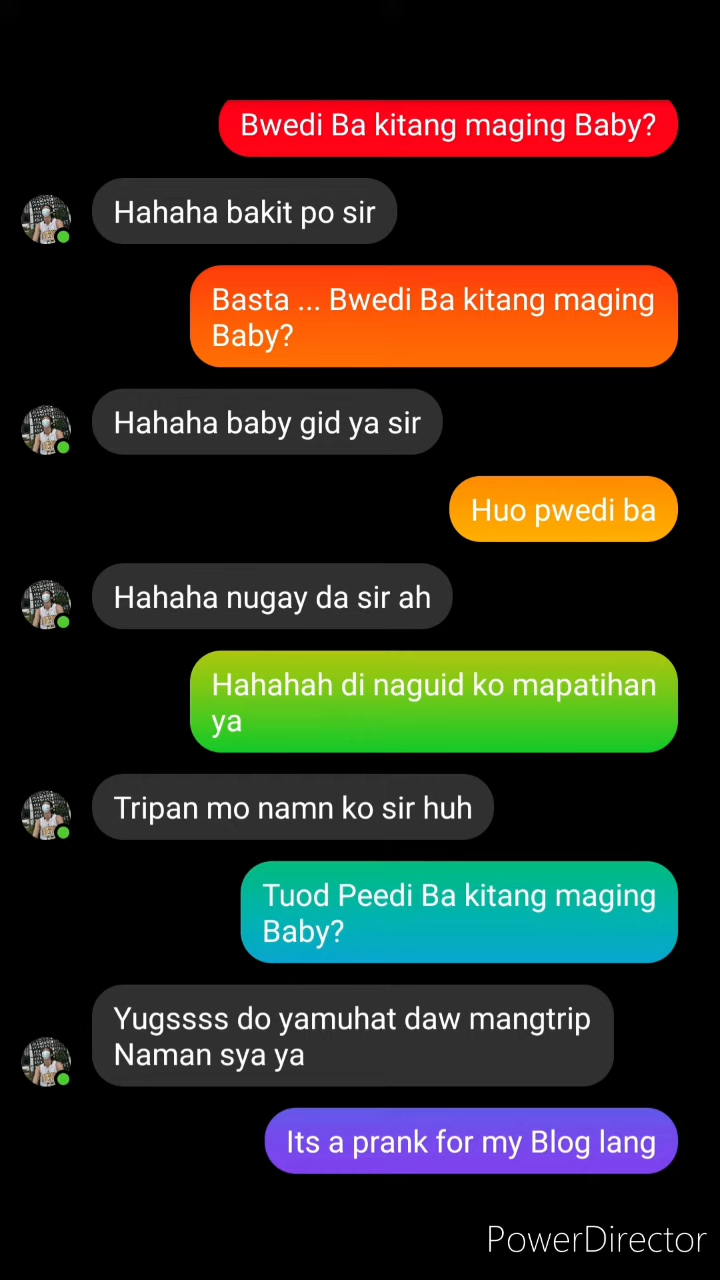 Bwedi Ba kitang maging Baby?
Hahaha bakit po sir
Basta ... Bwedi Ba kitang maging
Baby?
Hahaha baby gid ya sir
Huo pwedi ba
Hahaha nugay da sir ah
Hahahah di naguid ko mapatihan
ya
Tripan mo namn ko sir huh
Tuod Peedi Ba kitang maging
Baby?
Yugssss do yamuhat daw mangtrip
Naman sya ya
Its a prank for my Blog lang
PowerDirector